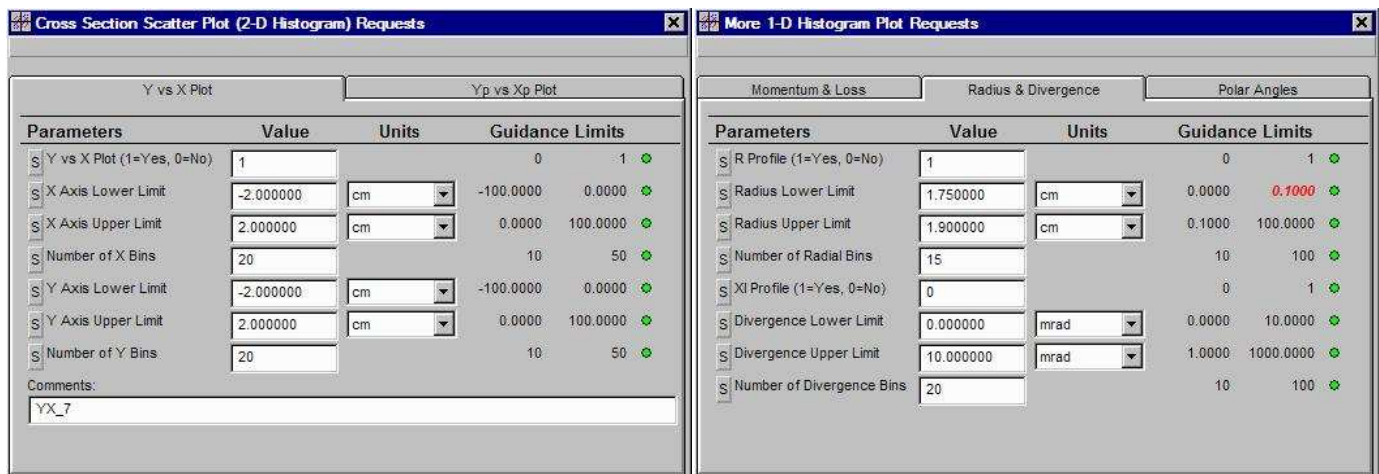 Cross Section Scatter Plot (2-D Histogram) Requests
Y vs X Plot Yp vs Xp Plot
Parameters Value Units Guidance Limits
S Y vs X Plot (1=Yes, 0=No) 1 0 1
S X Axis Lower Limit -2.000000 cm -100.0000 0.0000
S X Axis Upper Limit 2.000000 cm 0.0000 100.0000
S Number of X Bins 20 10 50
S Y Axis Lower Limit -2.000000 cm -100.0000 0.0000
S Y Axis Upper Limit 2.000000 cm 0.0000 100.0000
S Number of Y Bins 20 10 50
Comments:
YX_7
More 1-D Histogram Plot Requests
Momentum & Loss Radius & Divergence Polar Angles
Parameters Value Units Guidance Limits
S R Profile (1=Yes, 0=No) 1 0 1
S Radius Lower Limit 1.750000 cm 0.0000 0.1000
S Radius Upper Limit 1.900000 cm 0.1000 100.0000
S Number of Radial Bins 15 10 100
S XI Profile (1=Yes, 0=No) 0 0 1
S Divergence Lower Limit 0.000000 mrad 0.0000 10.0000
S Divergence Upper Limit 10.000000 mrad 1.0000 1000.0000
S Number of Divergence Bins 20 10 100